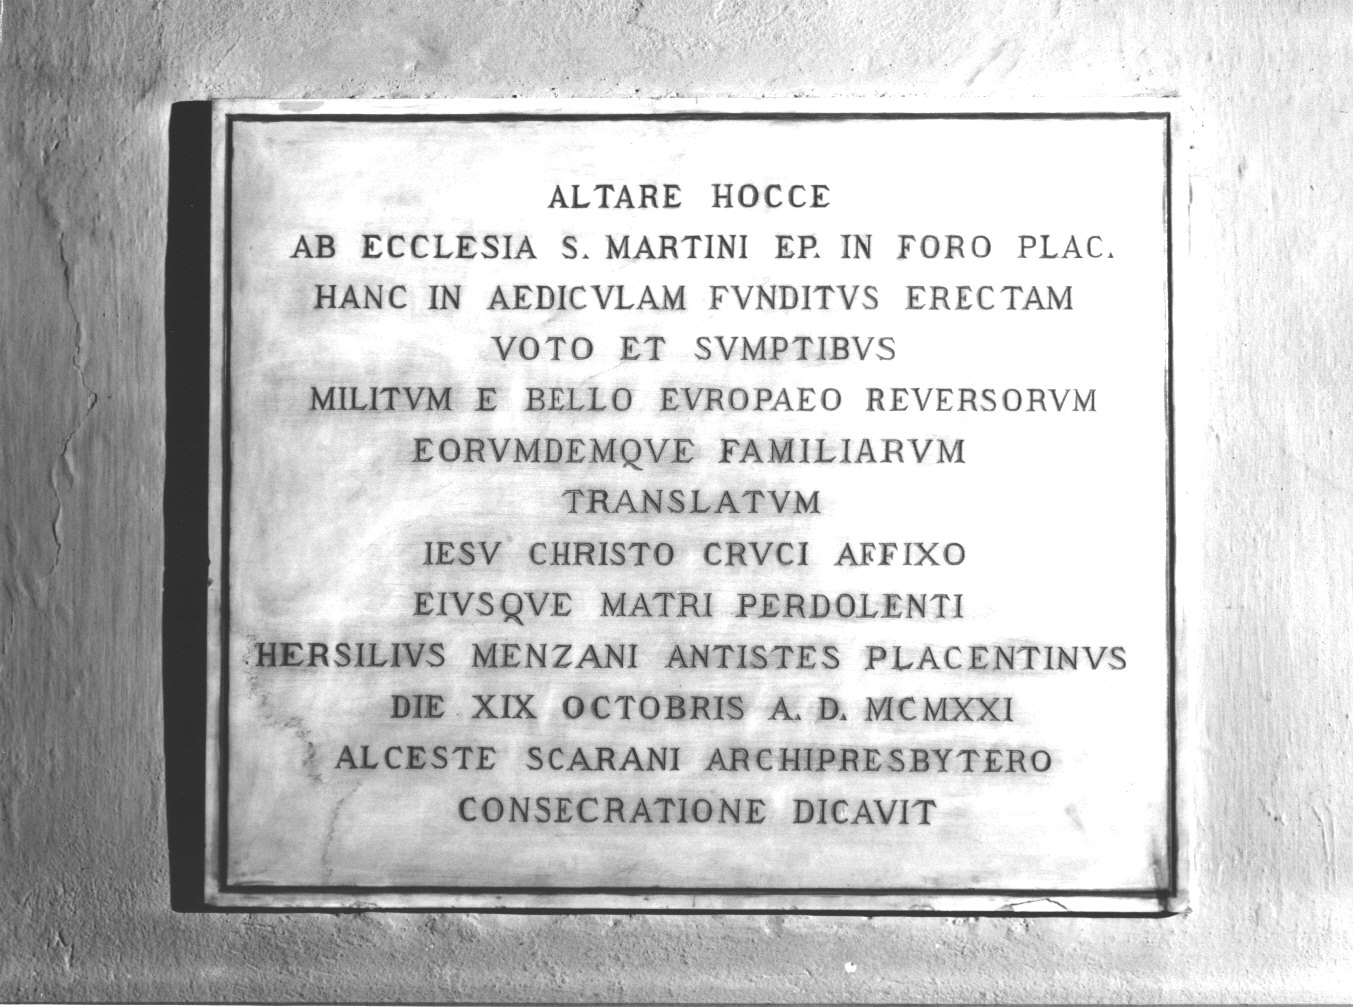 ALTARE HOCCE
AB ECCLESIA S. MARTINI EP. IN FORO PLAC.
HANC IN AEDICVLAM FVNDITVS ERECTAM
VOTO ET SVMPTIBVS
MILITVM E BELLO EVROPAEO REVERSORVM
EORVMDEMQVE FAMILIARVM
TRANSLATVM
IESV CHRISTO CRVCI AFFIXO
EIVSQVE MATRI PERDOLENTI
HERSILIVS MENZANI ANTISTES PLACENTINVS
DIE XIX OCTOBRIS A. D. MCMXXI
ALCESTE SCARANI ARCHIPRESBYTERO
CONSECRATIONE DICAVIT